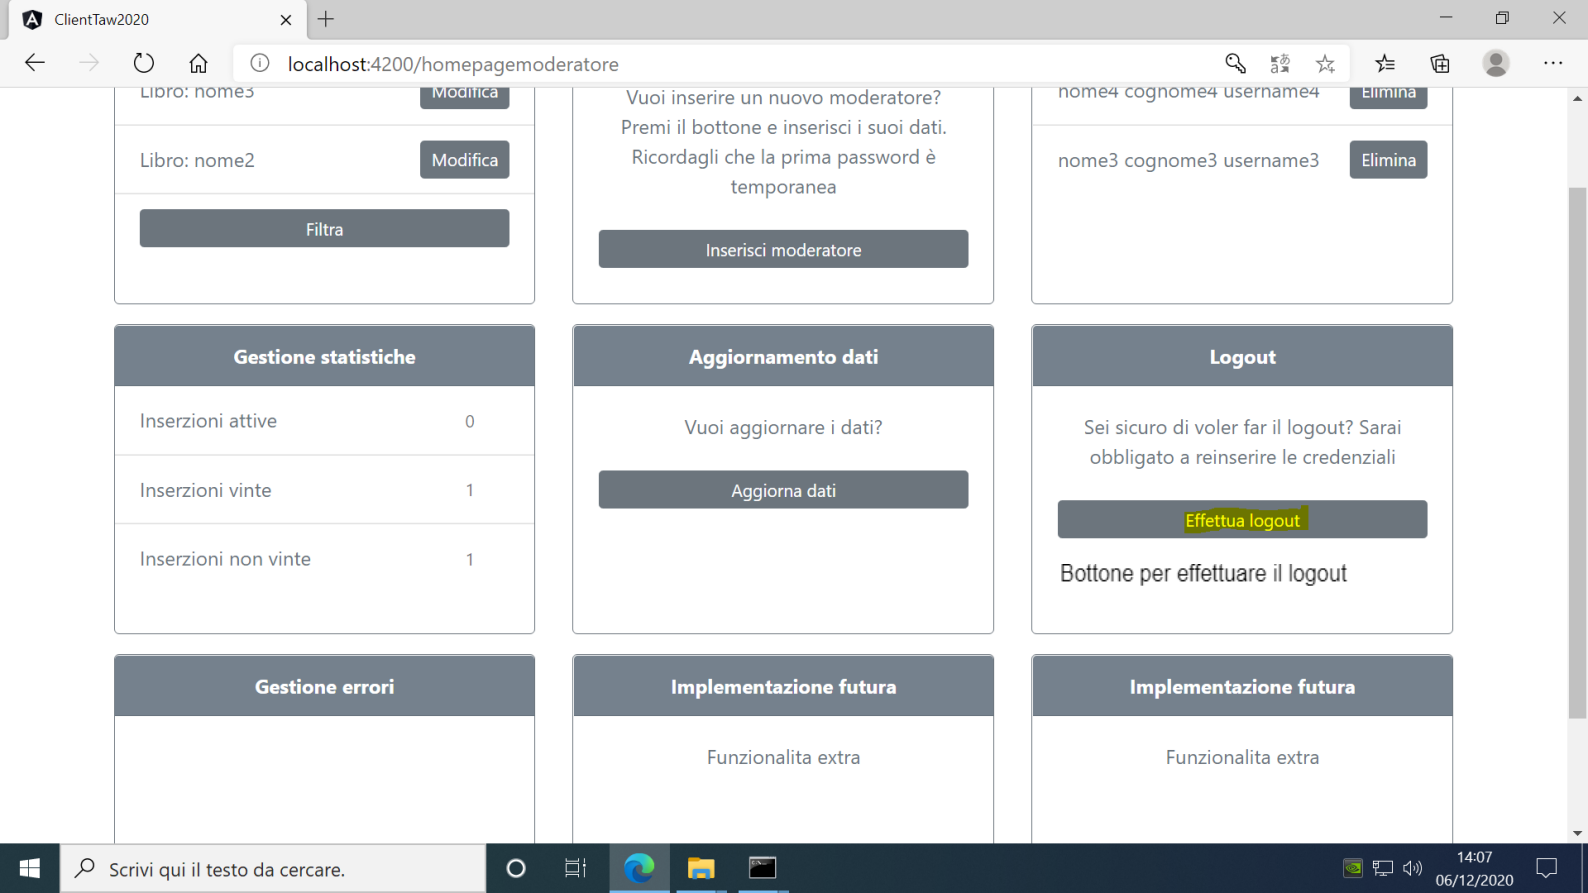 ClientTaw2020
localhost:4200/homepagemoderatore
Libro: nome3
Modifica
Libro: nome2
Modifica
Filtra
Vuoi inserire un nuovo moderatore?
Premi il bottone e inserisci i suoi dati.
Ricordagli che la prima password è
temporanea
Inserisci moderatore
nome4 cognome4 username4
Elimina
nome3 cognome3 username3
Elimina
Gestione statistiche
Inserzioni attive
0
Inserzioni vinte
1
Inserzioni non vinte
1
Aggiornamento dati
Vuoi aggiornare i dati?
Aggiorna dati
Logout
Sei sicuro di voler far il logout? Sarai
obbligato a reinserire le credenziali
Effettua logout
Bottone per effettuare il logout
Gestione errori
Implementazione futura
Funzionalita extra
Implementazione futura
Funzionalita extra
Scrivi qui il testo da cercare.
14:07
06/12/2020